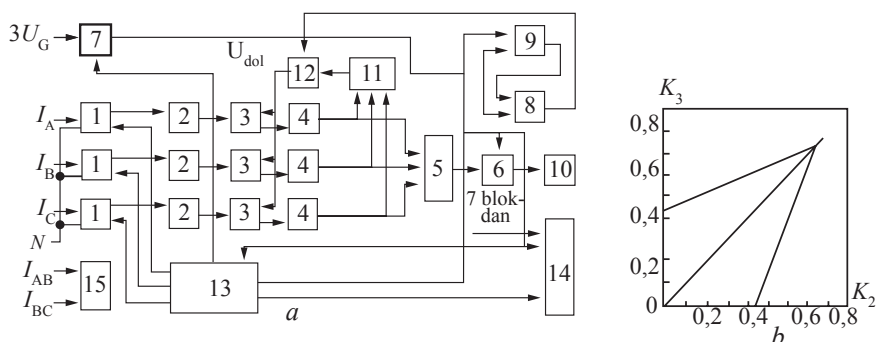 3U_G 7 9
U_dol
12 11 8
I_A 1 2 3 4
I_B 1 2 3 4 5 6 10
I_C 1 2 3 4
7 blok-
dan
N
I_AB 15 13 14
I_BC
a
K_3
0,8
0,6
0,4
0,2
0
0,2 0,4 0,6 0,8 K_2
b